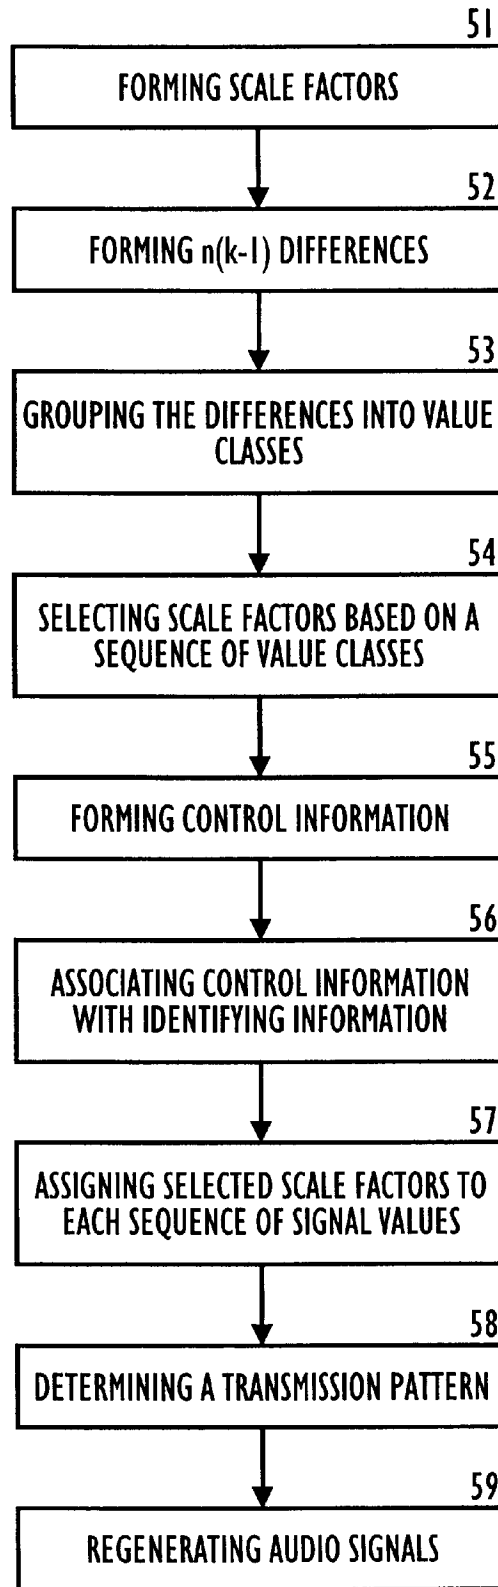 51
FORMING SCALE FACTORS
52
FORMING n(k-1) DIFFERENCES
53
GROUPING THE DIFFERENCES INTO VALUE
CLASSES
54
SELECTING SCALE FACTORS BASED ON A
SEQUENCE OF VALUE CLASSES
55
FORMING CONTROL INFORMATION
56
ASSOCIATING CONTROL INFORMATION
WITH IDENTIFYING INFORMATION
57
ASSIGNING SELECTED SCALE FACTORS TO
EACH SEQUENCE OF SIGNAL VALUES
58
DETERMINING A TRANSMISSION PATTERN
59
REGENERATING AUDIO SIGNALS